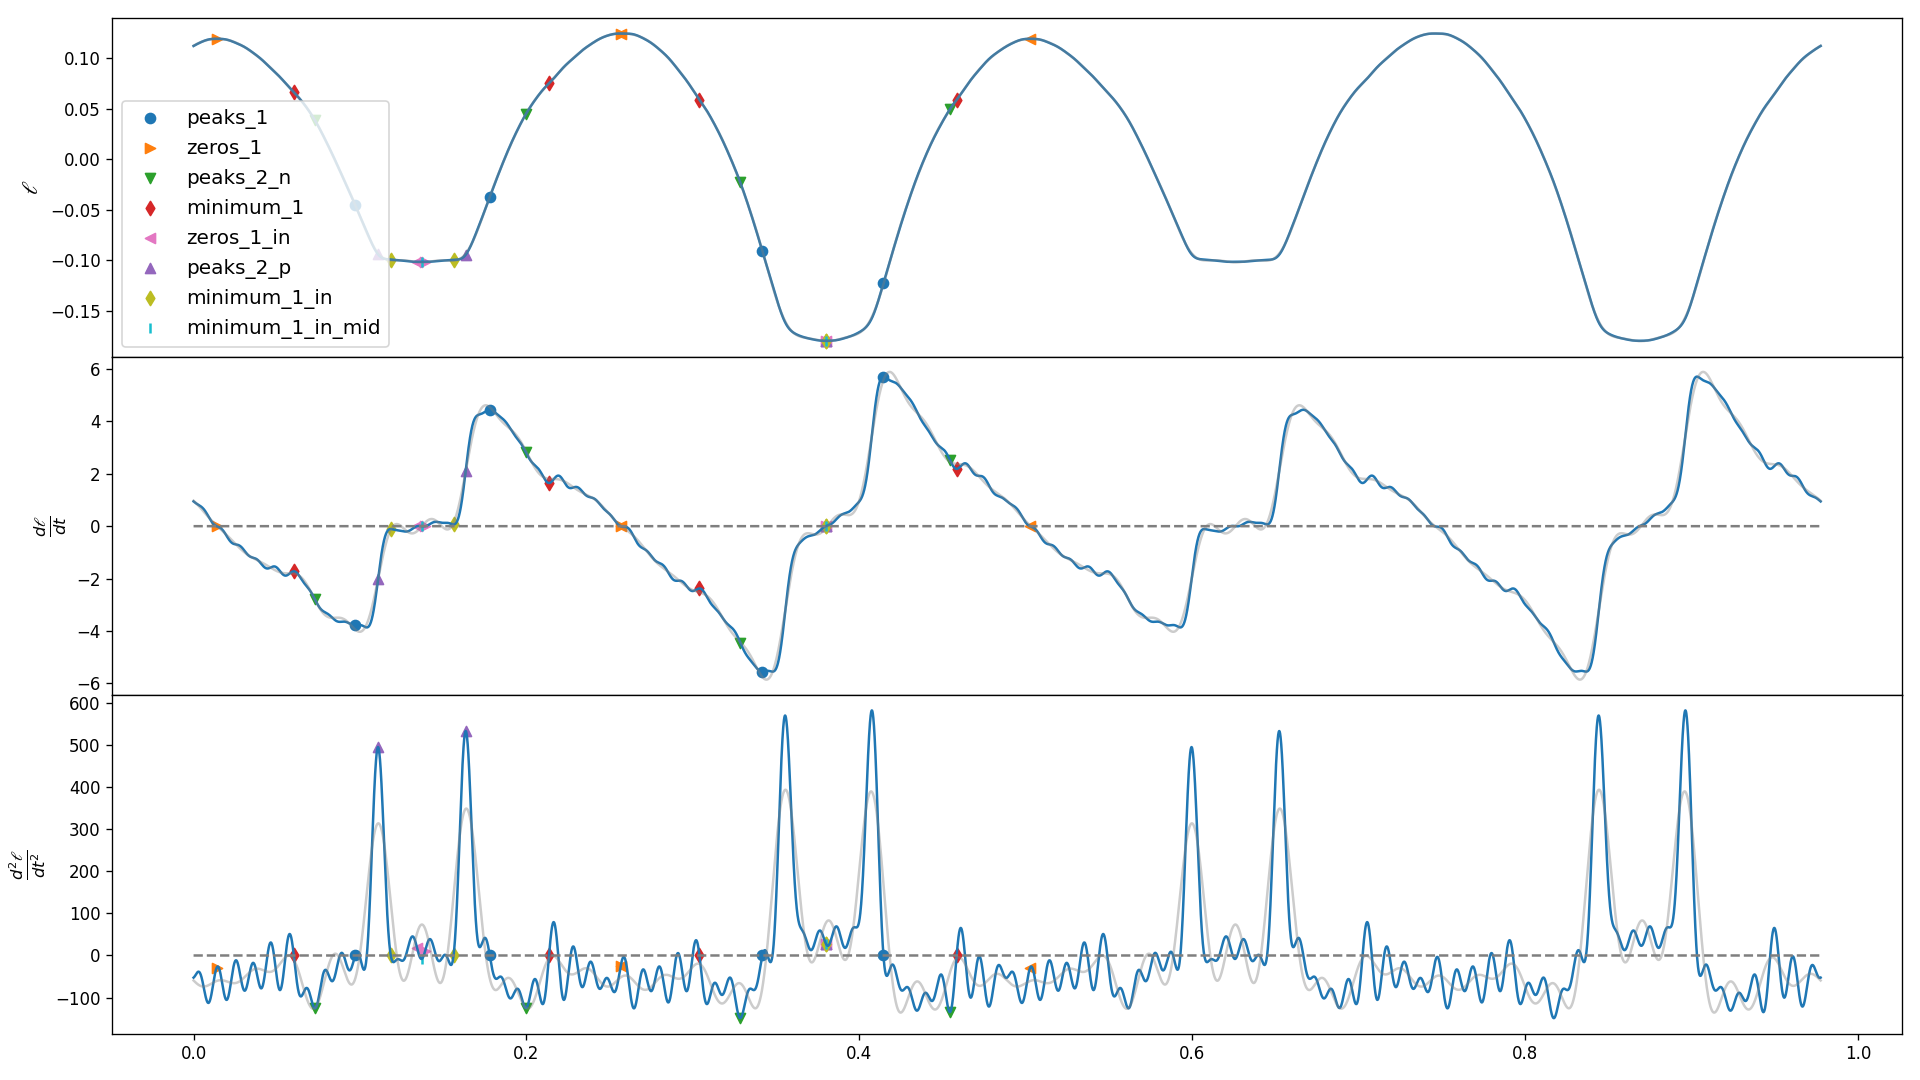 0.10
0.05
0.00
−0.05
−0.10
−0.15
ℓ
peaks_1
zeros_1
peaks_2_n
minimum_1
zeros_1_in
peaks_2_p
minimum_1_in
minimum_1_in_mid
6
4
2
0
−2
−4
−6
dℓ
dt
600
500
400
300
200
100
0
−100
d²ℓ
dt²
0.0 0.2 0.4 0.6 0.8 1.0